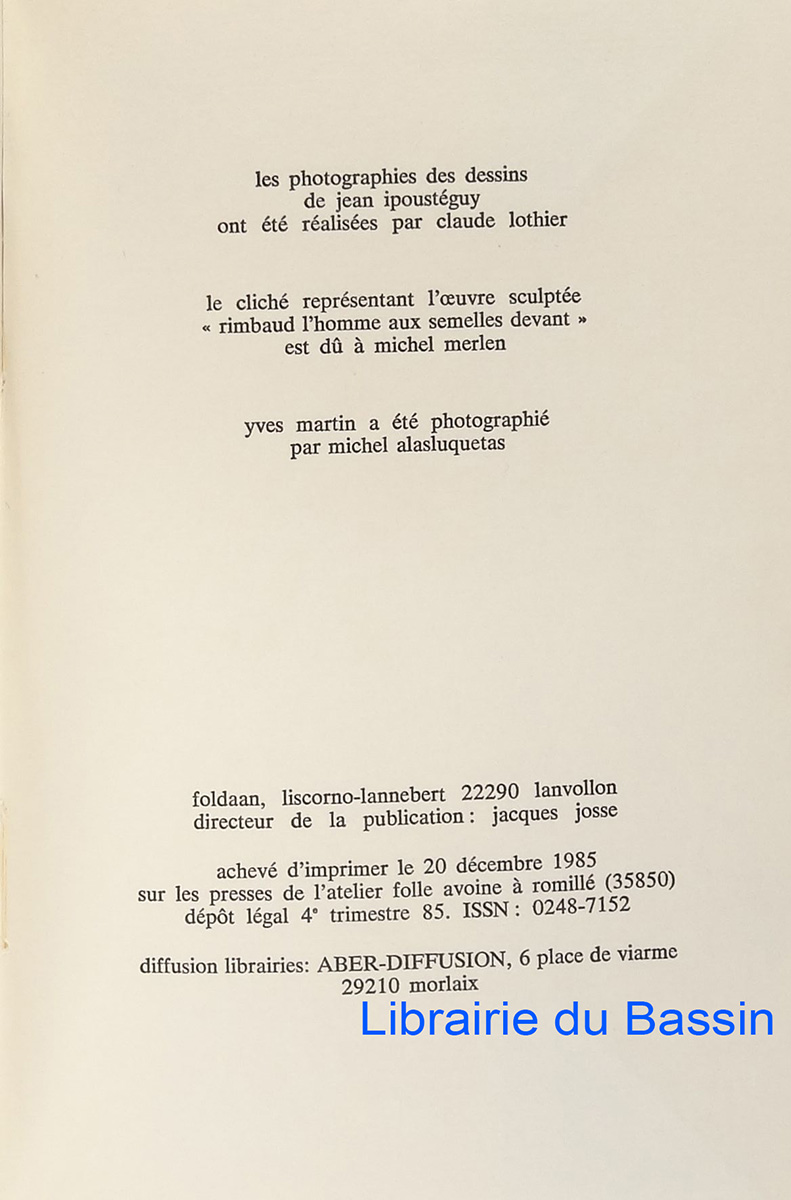 les photographies des dessins
de jean ipoustéguy
ont été réalisées par claude lothier
le cliché représentant l'œuvre sculptée
« rimbaud l'homme aux semelles devant »
est dû à michel merlen
yves martin a été photographié
par michel alasluquetas
foldaan, liscorno-lannebert 22290 lanvollon
directeur de la publication : jacques josse
achevé d'imprimer le 20 décembre 1985
sur les presses de l'atelier folle avoine à romillé (35850)
dépôt légal 4e trimestre 85. ISSN : 0248-7152
diffusion librairies: ABER-DIFFUSION, 6 place de viarme
29210 morlaix
Librairie du Bassin